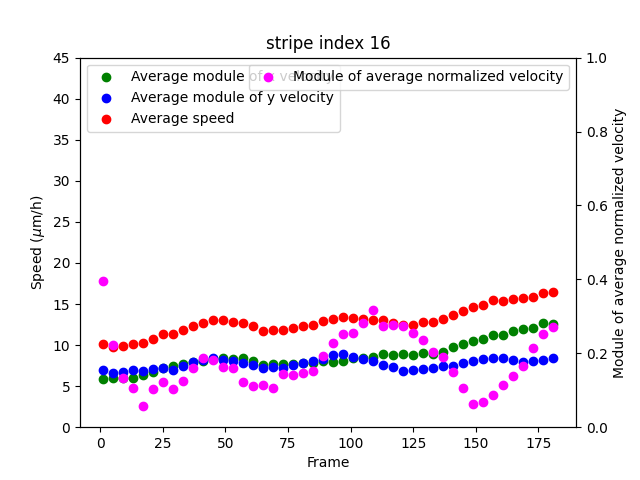 stripe index 16
Average module of x velocity
Average module of y velocity
Average speed
Module of average normalized velocity
Speed (μm/h)
45
40
35
30
25
20
15
10
5
0
1.0
0.8
0.6
0.4
0.2
0.0
Module of average normalized velocity
0 25 50 75 100 125 150 175
Frame